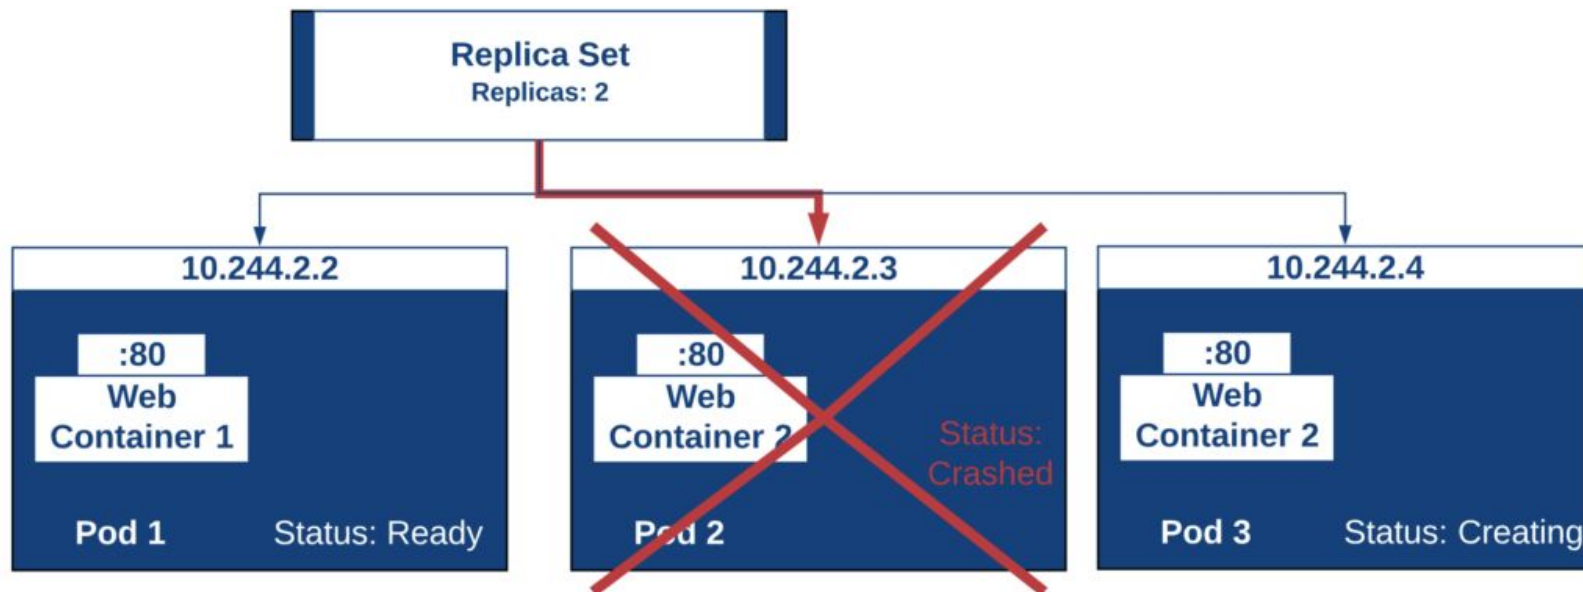 Replica Set
Replicas: 2
10.244.2.2
:80
Web
Container 1
Pod 1
Status: Ready
10.244.2.3
:80
Web
Container 2
Status:
Crashed
Pod 2
10.244.2.4
:80
Web
Container 2
Pod 3
Status: Creating